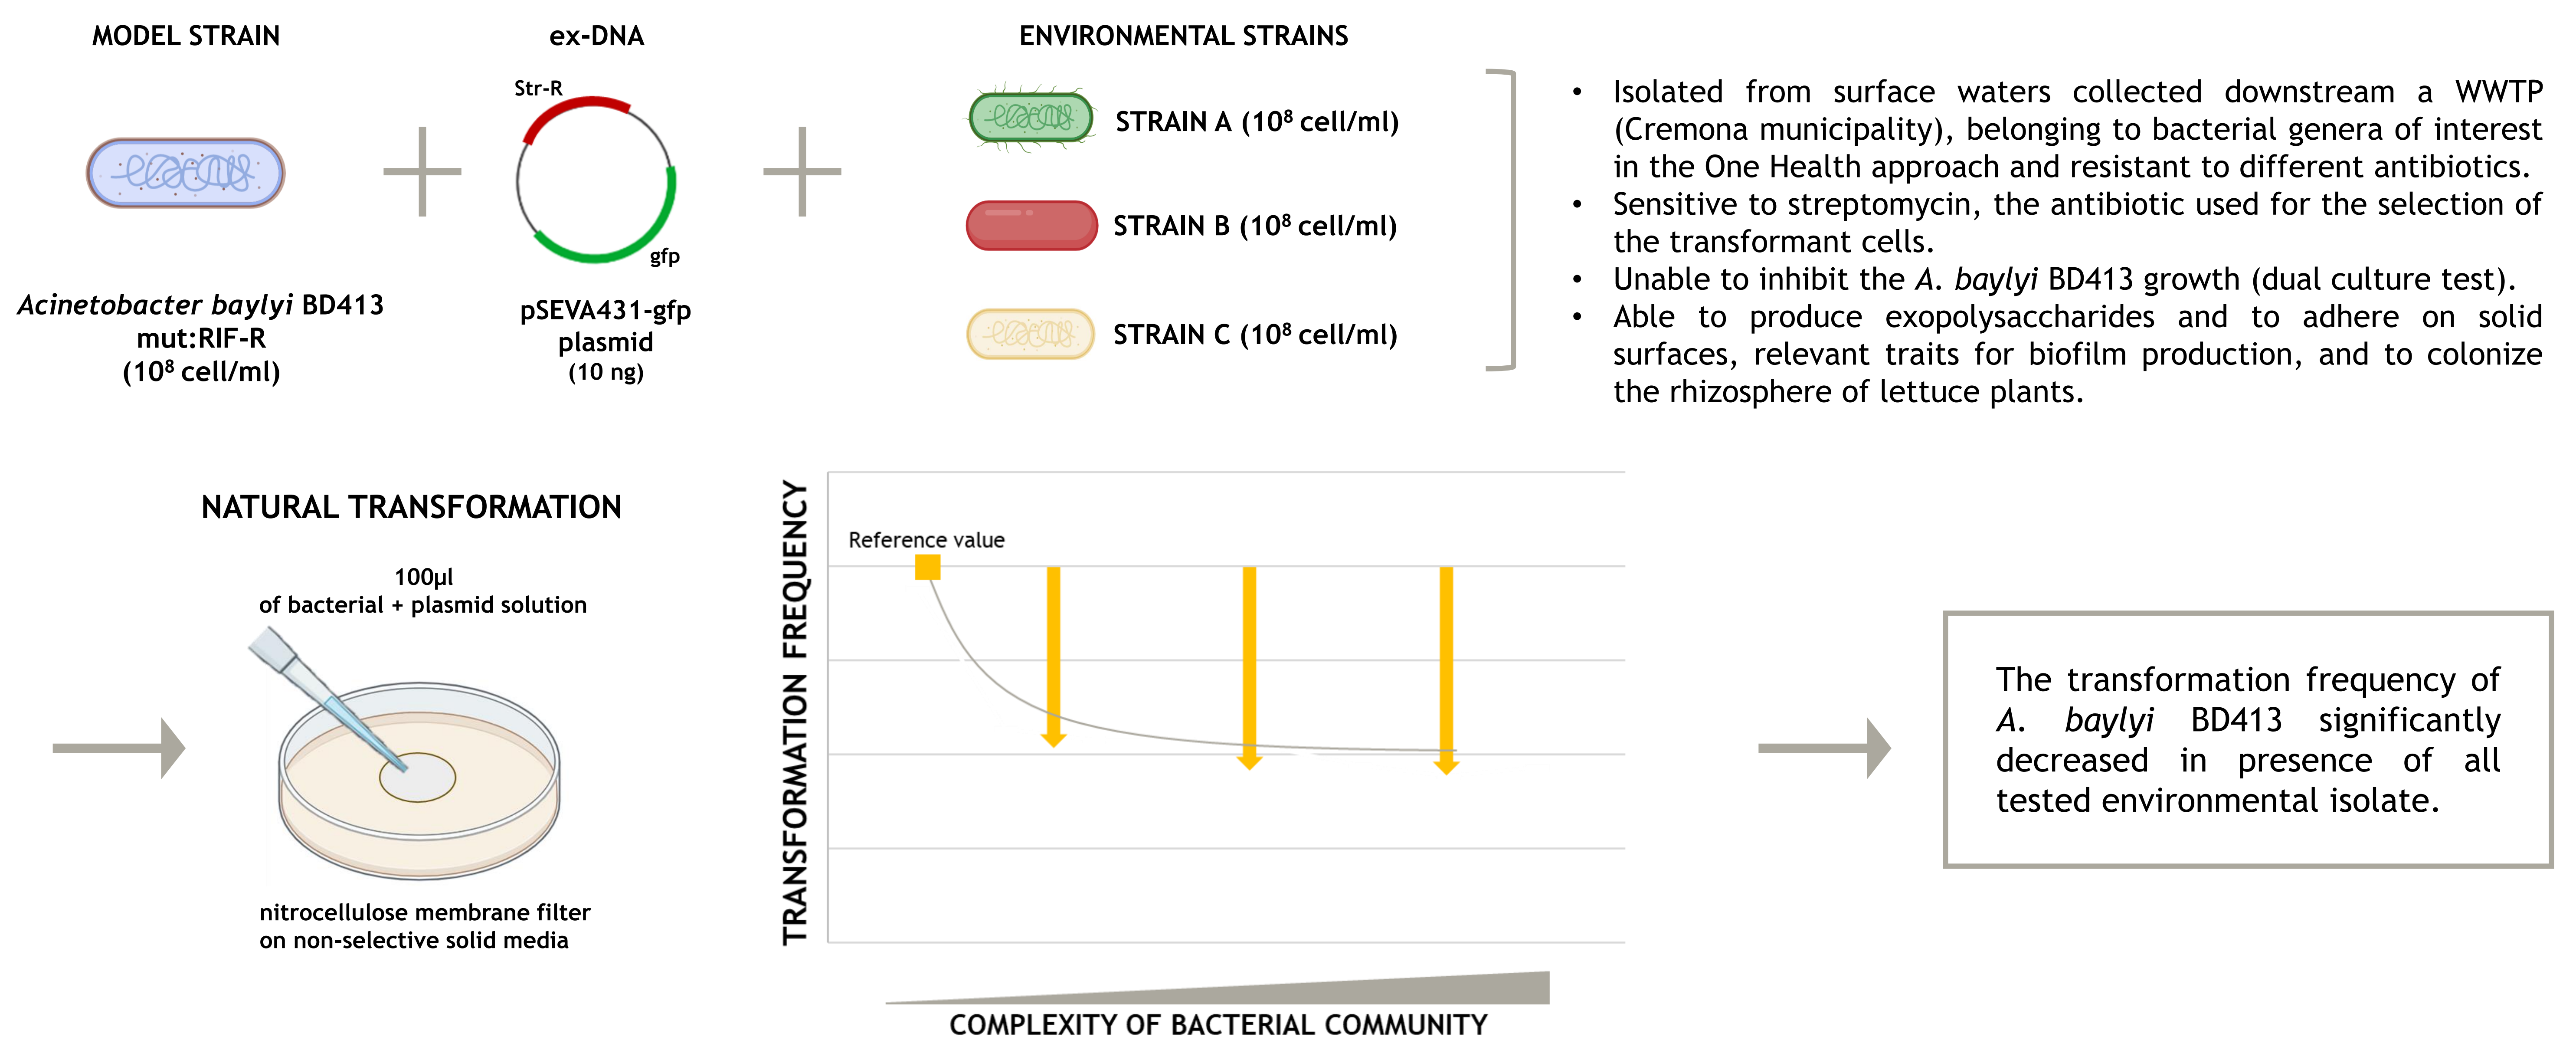 MODEL STRAIN
Acinetobacter baylyi BD413
mut:RIF-R
(10⁸ cell/ml)
ex-DNA
Str-R
gfp
pSEVA431-gfp
plasmid
(10 ng)
ENVIRONMENTAL STRAINS
STRAIN A (10⁸ cell/ml)
STRAIN B (10⁸ cell/ml)
STRAIN C (10⁸ cell/ml)
• Isolated from surface waters collected downstream a WWTP
(Cremona municipality), belonging to bacterial genera of interest
in the One Health approach and resistant to different antibiotics.
• Sensitive to streptomycin, the antibiotic used for the selection of
the transformant cells.
• Unable to inhibit the A. baylyi BD413 growth (dual culture test).
• Able to produce exopolysaccharides and to adhere on solid
surfaces, relevant traits for biofilm production, and to colonize
the rhizosphere of lettuce plants.
NATURAL TRANSFORMATION
100µl
of bacterial + plasmid solution
nitrocellulose membrane filter
on non-selective solid media
TRANSFORMATION FREQUENCY
Reference value
COMPLEXITY OF BACTERIAL COMMUNITY
The transformation frequency of
A. baylyi BD413 significantly
decreased in presence of all
tested environmental isolate.